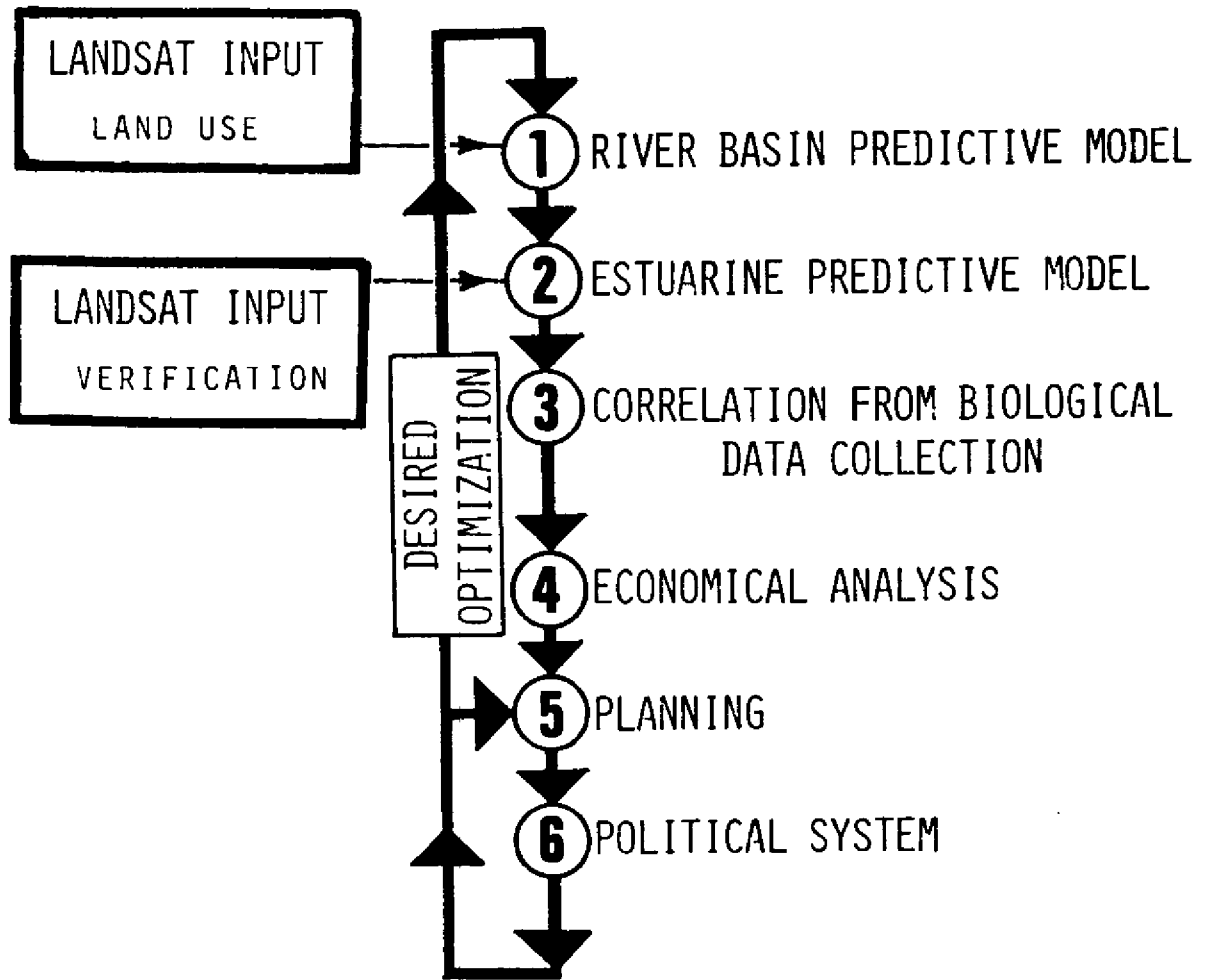 LANDSAT INPUT
LAND USE
1 RIVER BASIN PREDICTIVE MODEL
2 ESTUARINE PREDICTIVE MODEL
LANDSAT INPUT
VERIFICATION
3 CORRELATION FROM BIOLOGICAL
DATA COLLECTION
DESIRED
OPTIMIZATION
4 ECONOMICAL ANALYSIS
5 PLANNING
6 POLITICAL SYSTEM